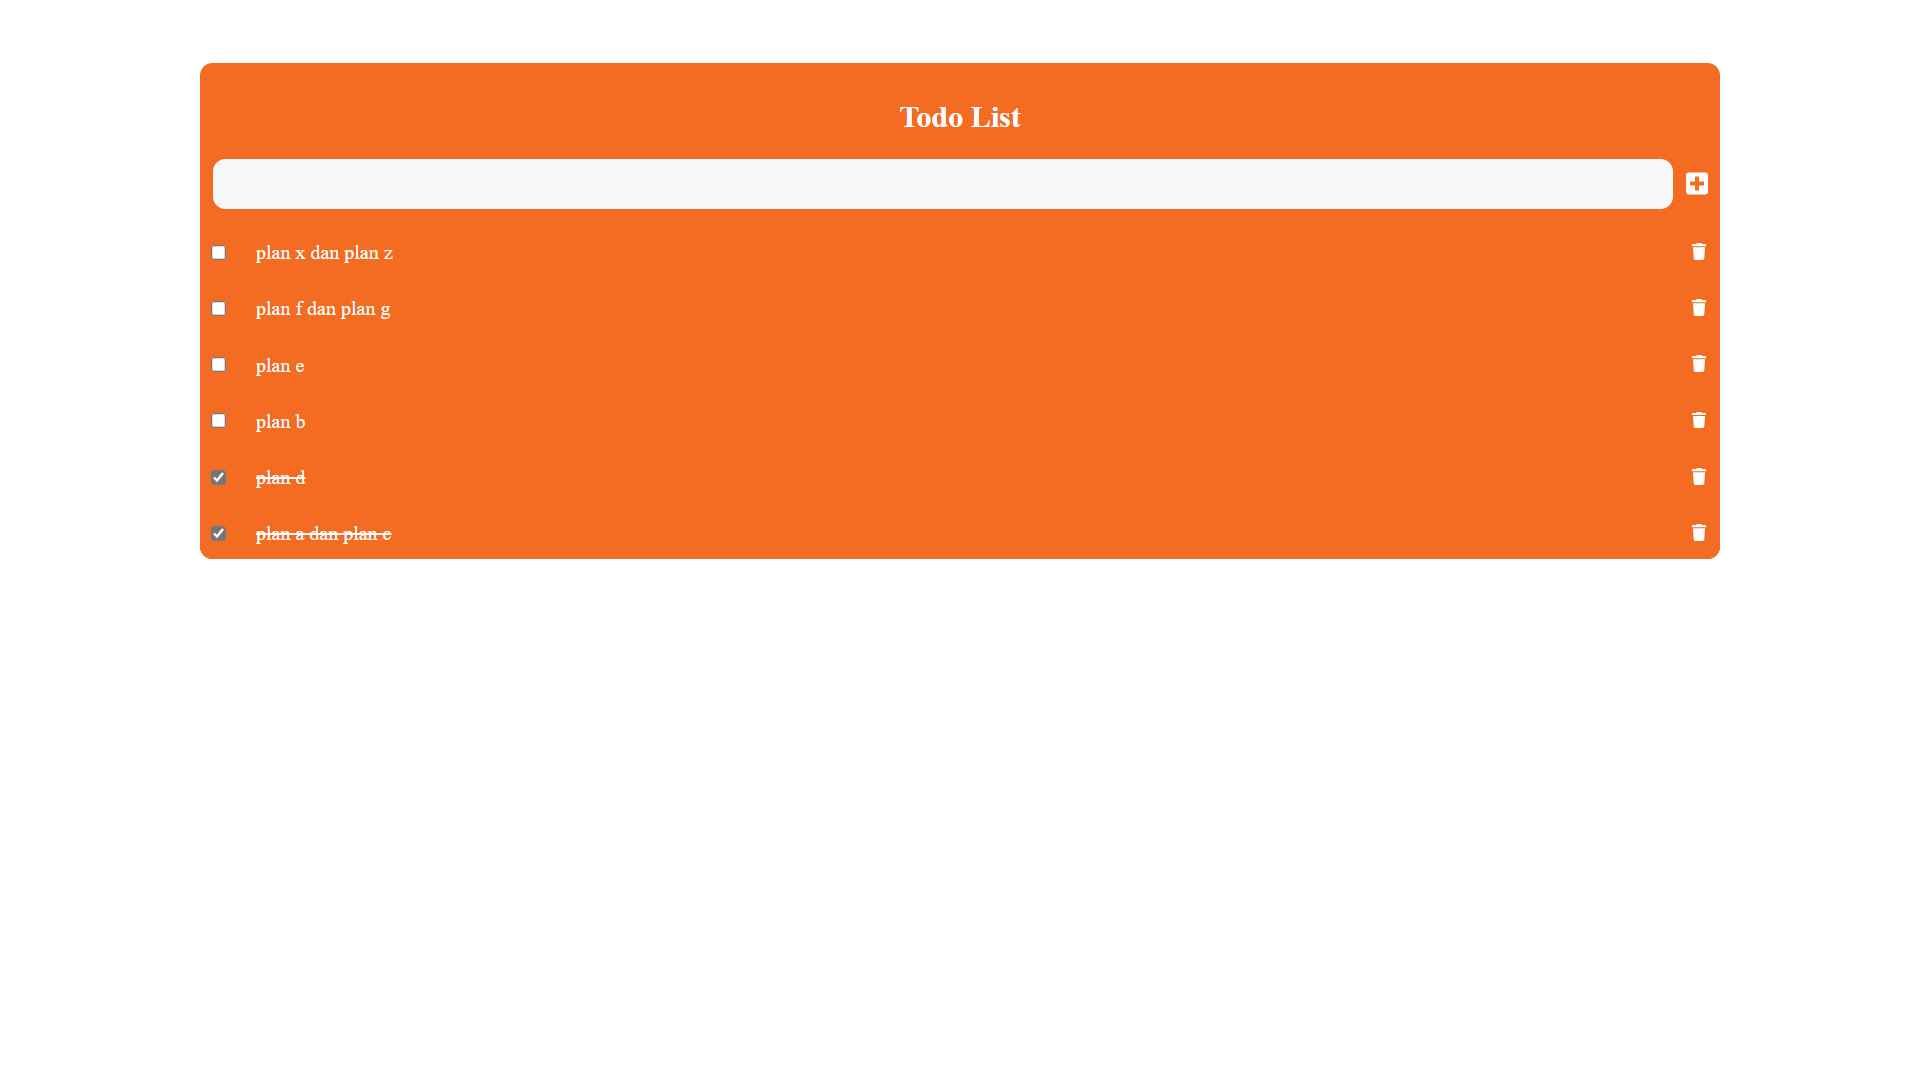 Todo List
plan x dan plan z
plan f dan plan g
plan e
plan b
plan d
plan a dan plan c